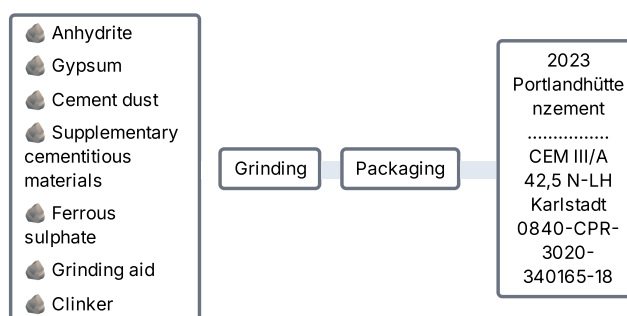 Anhydrite
Gypsum
Cement dust
Supplementary
cementitious
materials
Ferrous
sulphate
Grinding aid
Clinker
Grinding
Packaging
2023
Portlandhütte
nzement
................
CEM III/A
42,5 N-LH
Karlstadt
0840-CPR-
3020-
340165-18